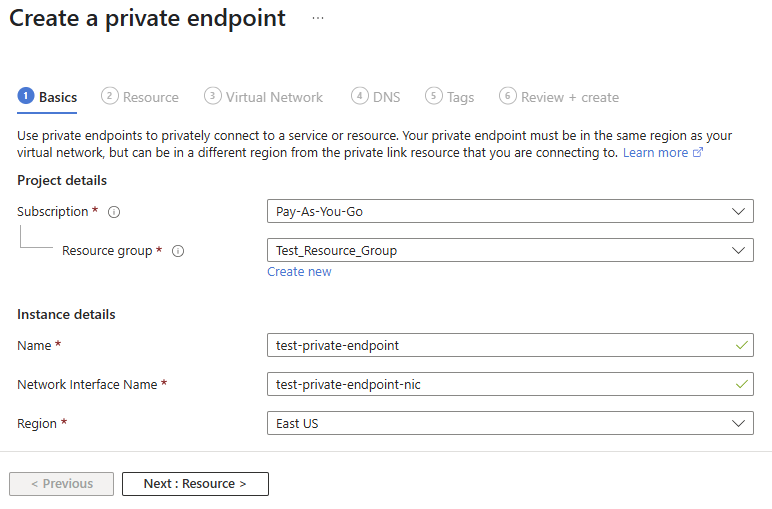 Create a private endpoint ...
1 Basics 2 Resource 3 Virtual Network 4 DNS 5 Tags 6 Review + create
Use private endpoints to privately connect to a service or resource. Your private endpoint must be in the same region as your
virtual network, but can be in a different region from the private link resource that you are connecting to. Learn more
Project details
Subscription * Pay-As-You-Go
Resource group * Test_Resource_Group
Create new
Instance details
Name * test-private-endpoint
Network Interface Name * test-private-endpoint-nic
Region * East US
< Previous Next : Resource >